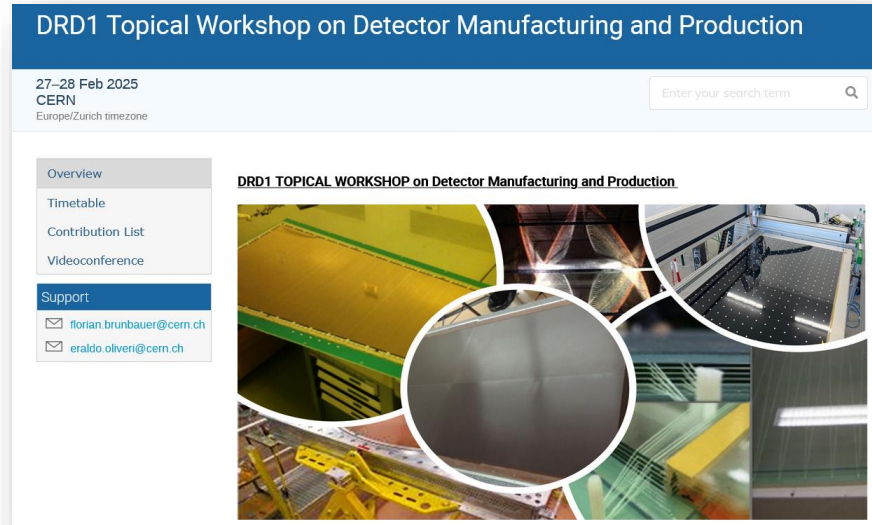 DRD1 Topical Workshop on Detector Manufacturing and Production
27–28 Feb 2025
CERN
Europe/Zurich timezone
Enter your search term
Overview
Timetable
Contribution List
Videoconference
Support
florian.brunbauer@cern.ch
eraldo.oliveri@cern.ch
DRD1 TOPICAL WORKSHOP on Detector Manufacturing and Production